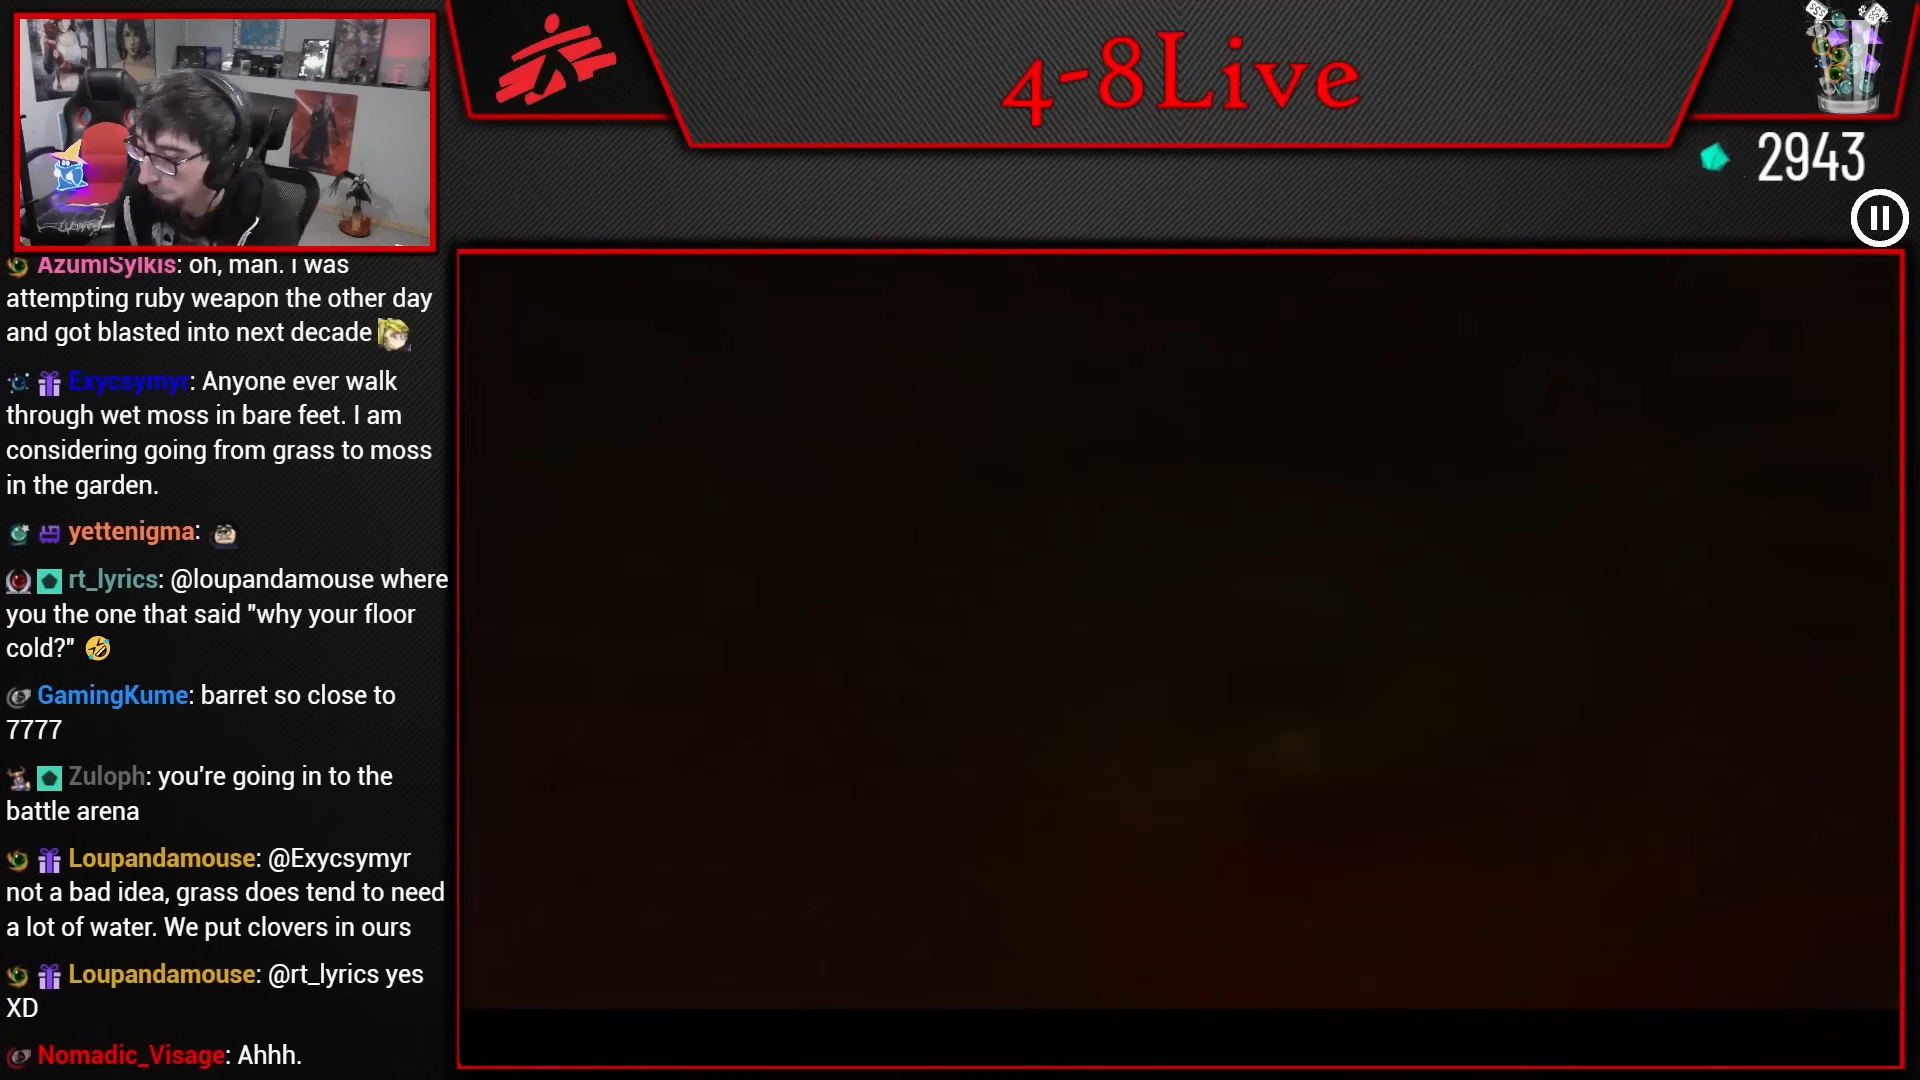 4-8Live
2943
AzumiSylkis: oh, man. I was
attempting ruby weapon the other day
and got blasted into next decade
Exycsymyr: Anyone ever walk
through wet moss in bare feet. I am
considering going from grass to moss
in the garden.
yettenigma:
rt_lyrics: @loupandamouse where
you the one that said "why your floor
cold?" 🤣
GamingKume: barret so close to
7777
Zuloph: you're going in to the
battle arena
Loupandamouse: @Exycsymyr
not a bad idea, grass does tend to need
a lot of water. We put clovers in ours
Loupandamouse: @rt_lyrics yes
XD
Nomadic_Visage: Ahhh.